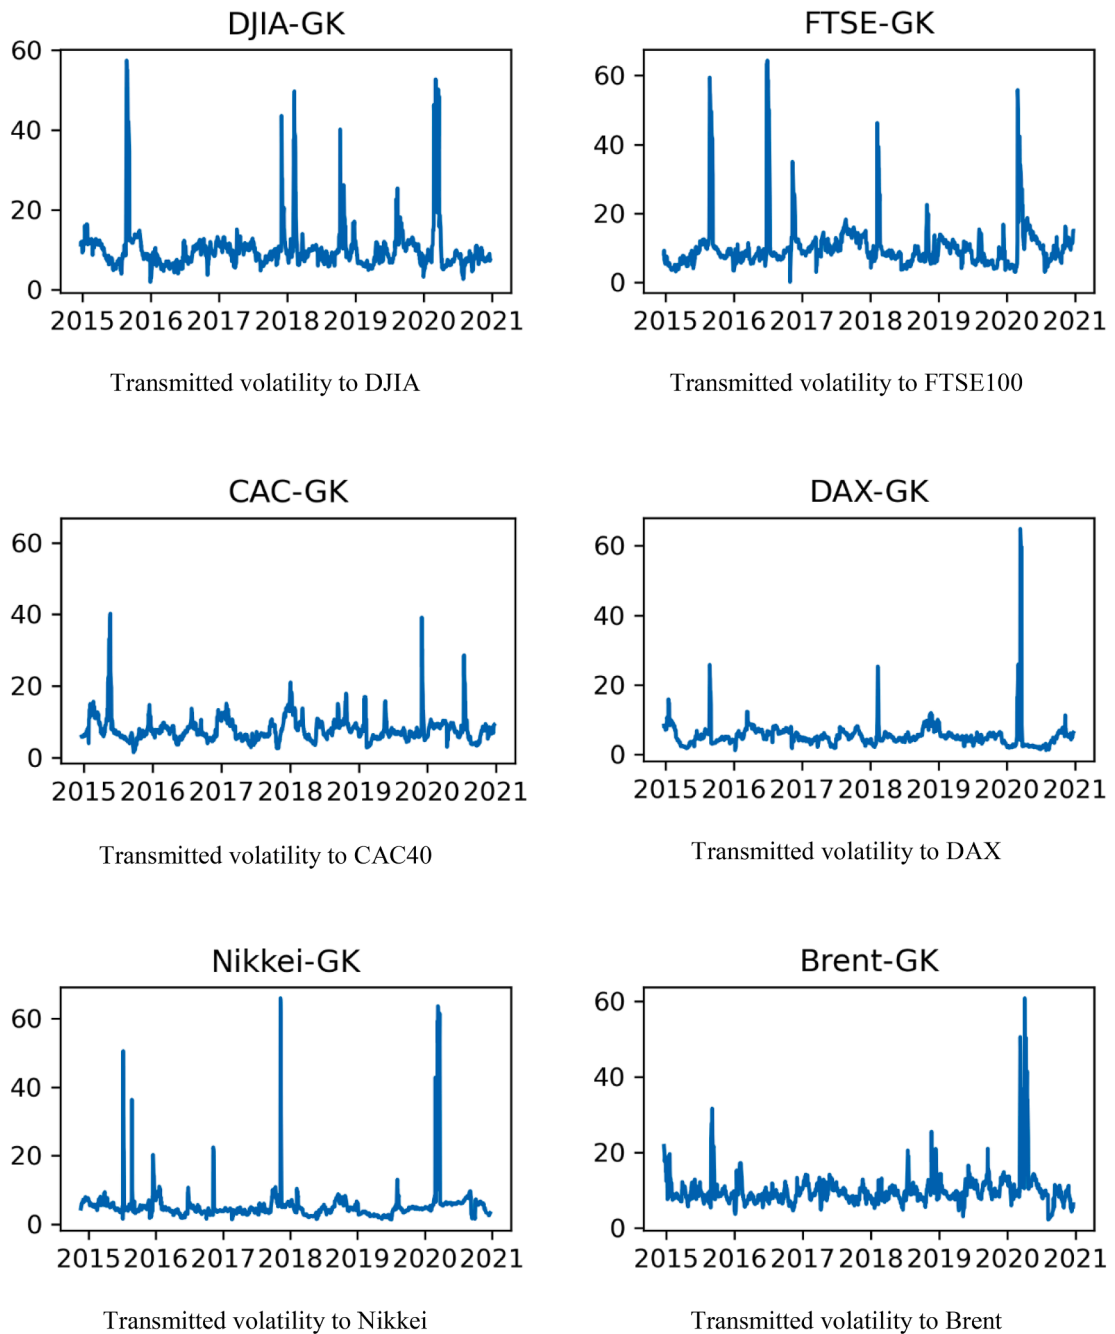 DJIA-GK
60
40
20
0
2015 2016 2017 2018 2019 2020 2021
Transmitted volatility to DJIA
FTSE-GK
60
40
20
0
2015 2016 2017 2018 2019 2020 2021
Transmitted volatility to FTSE100
CAC-GK
60
40
20
0
2015 2016 2017 2018 2019 2020 2021
Transmitted volatility to CAC40
DAX-GK
60
40
20
0
2015 2016 2017 2018 2019 2020 2021
Transmitted volatility to DAX
Nikkei-GK
60
40
20
0
2015 2016 2017 2018 2019 2020 2021
Transmitted volatility to Nikkei
Brent-GK
60
40
20
0
2015 2016 2017 2018 2019 2020 2021
Transmitted volatility to Brent